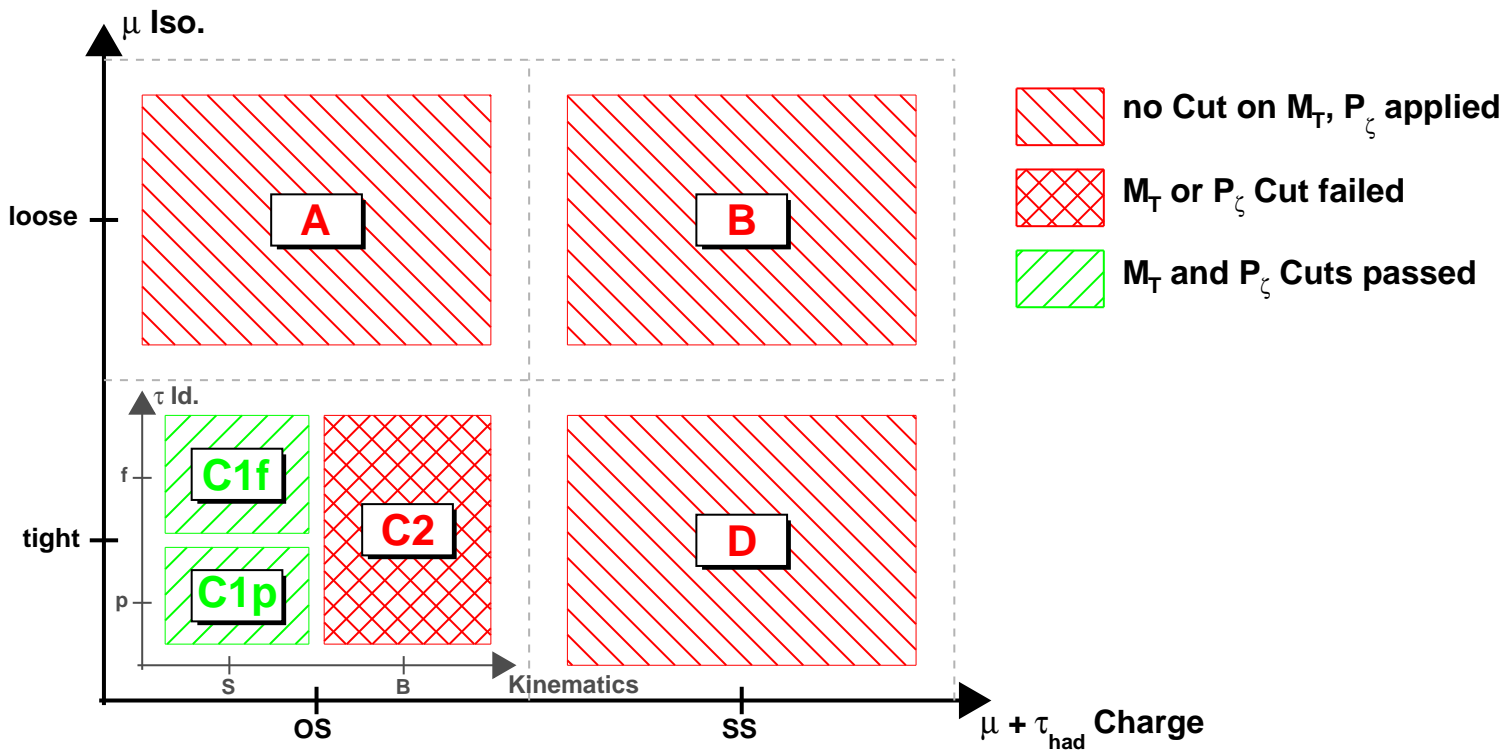 μ Iso.
no Cut on M_T, P_ζ applied
M_T or P_ζ Cut failed
M_T and P_ζ Cuts passed
loose
A
B
τ Id.
f
C1f
tight
C2
D
p
C1p
S
B
Kinematics
OS
SS
μ + τ_had Charge